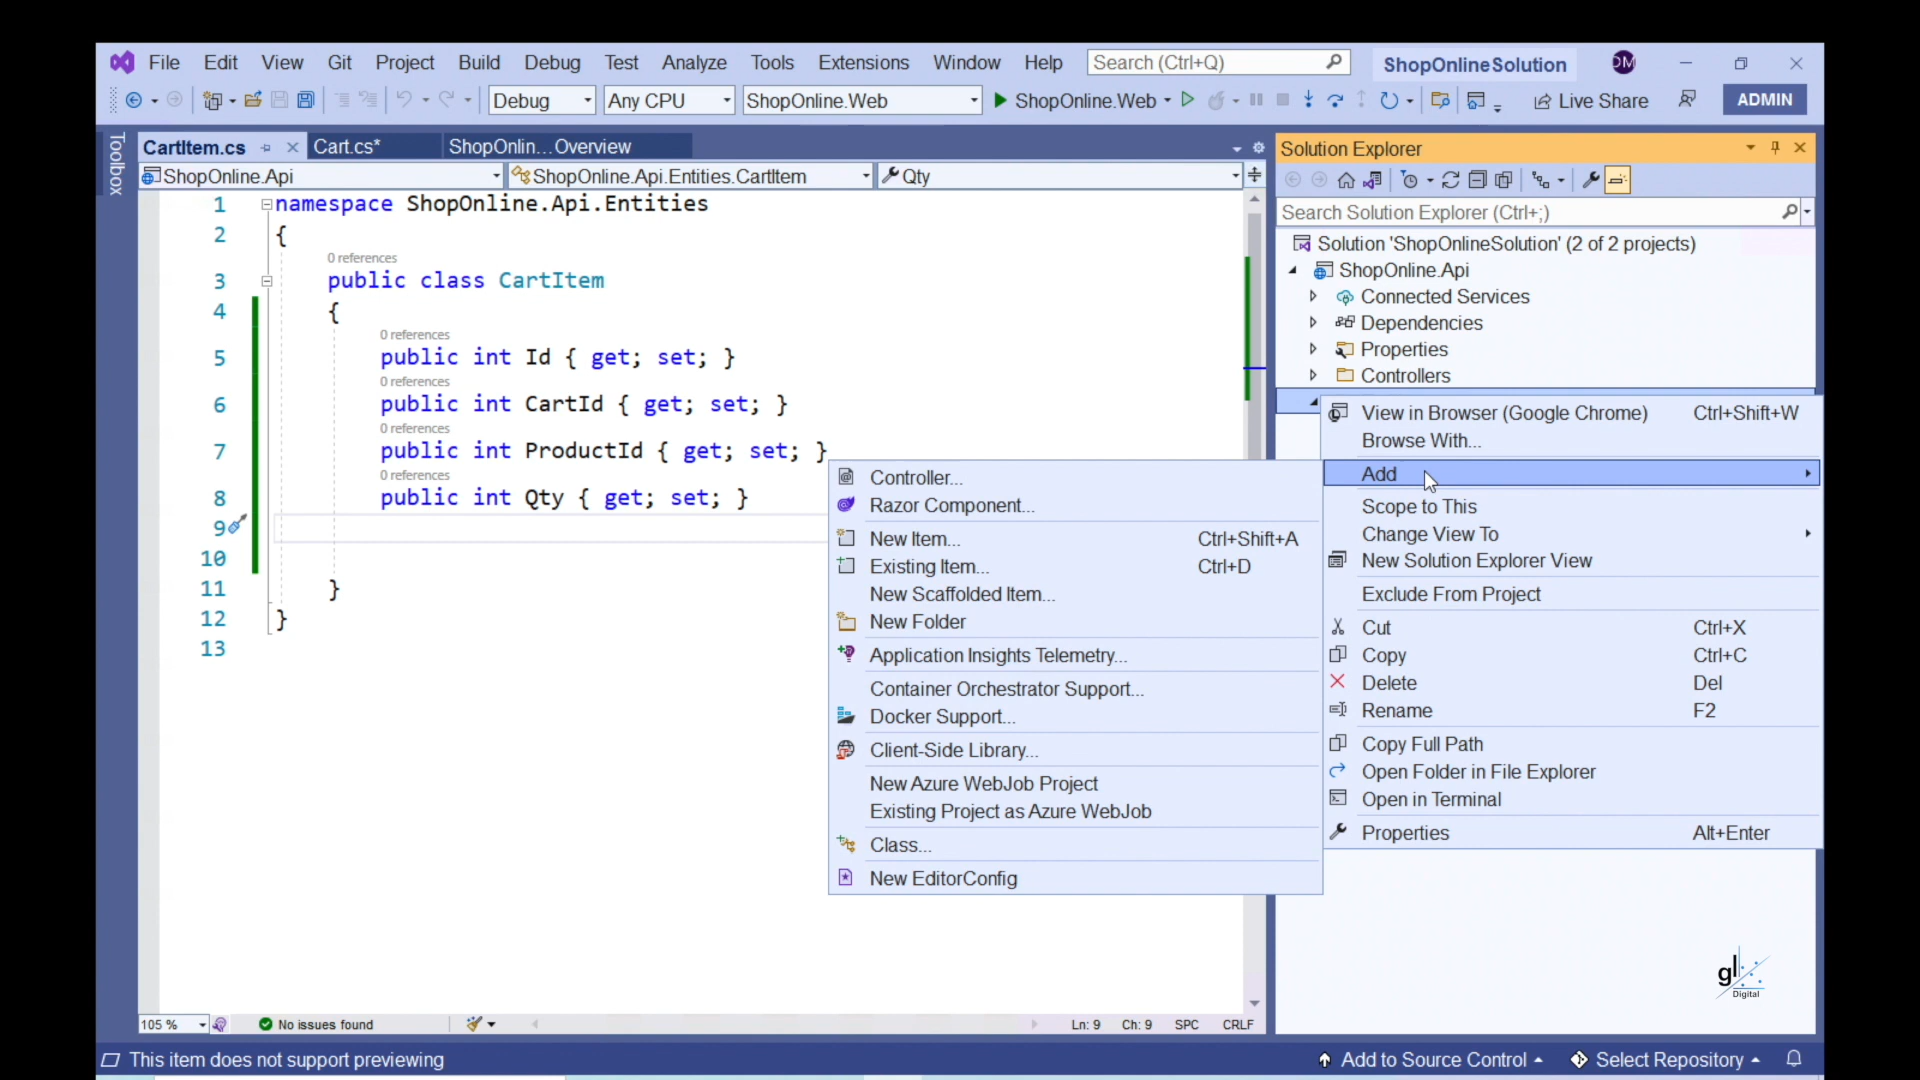 File Edit View Git Project Build Debug Test Analyze Tools Extensions Window Help Search (Ctrl+Q) ShopOnlineSolution DM
Debug Any CPU ShopOnline.Web ShopOnline.Web Live Share ADMIN
Toolbox
CartItem.cs Cart.cs* ShopOnlin...Overview
ShopOnline.Api ShopOnline.Api.Entities.CartItem Qty
1 namespace ShopOnline.Api.Entities
2 {
0 references
3 public class CartItem
4 {
0 references
5 public int Id { get; set; }
0 references
6 public int CartId { get; set; }
0 references
7 public int ProductId { get; set; }
0 references
8 public int Qty { get; set; }
9
10
11 }
12 }
13
Solution Explorer
Search Solution Explorer (Ctrl+;)
Solution 'ShopOnlineSolution' (2 of 2 projects)
ShopOnline.Api
Connected Services
Dependencies
Properties
Controllers
View in Browser (Google Chrome) Ctrl+Shift+W
Browse With...
Add
Scope to This
Change View To
New Solution Explorer View
Exclude From Project
Cut Ctrl+X
Copy Ctrl+C
Delete Del
Rename F2
Copy Full Path
Open Folder in File Explorer
Open in Terminal
Properties Alt+Enter
Controller...
Razor Component...
New Item... Ctrl+Shift+A
Existing Item... Ctrl+D
New Scaffolded Item...
New Folder
Application Insights Telemetry...
Container Orchestrator Support...
Docker Support...
Client-Side Library...
New Azure WebJob Project
Existing Project as Azure WebJob
Class...
New EditorConfig
gl
Digital
105 % No issues found Ln: 9 Ch: 9 SPC CRLF
This item does not support previewing Add to Source Control Select Repository